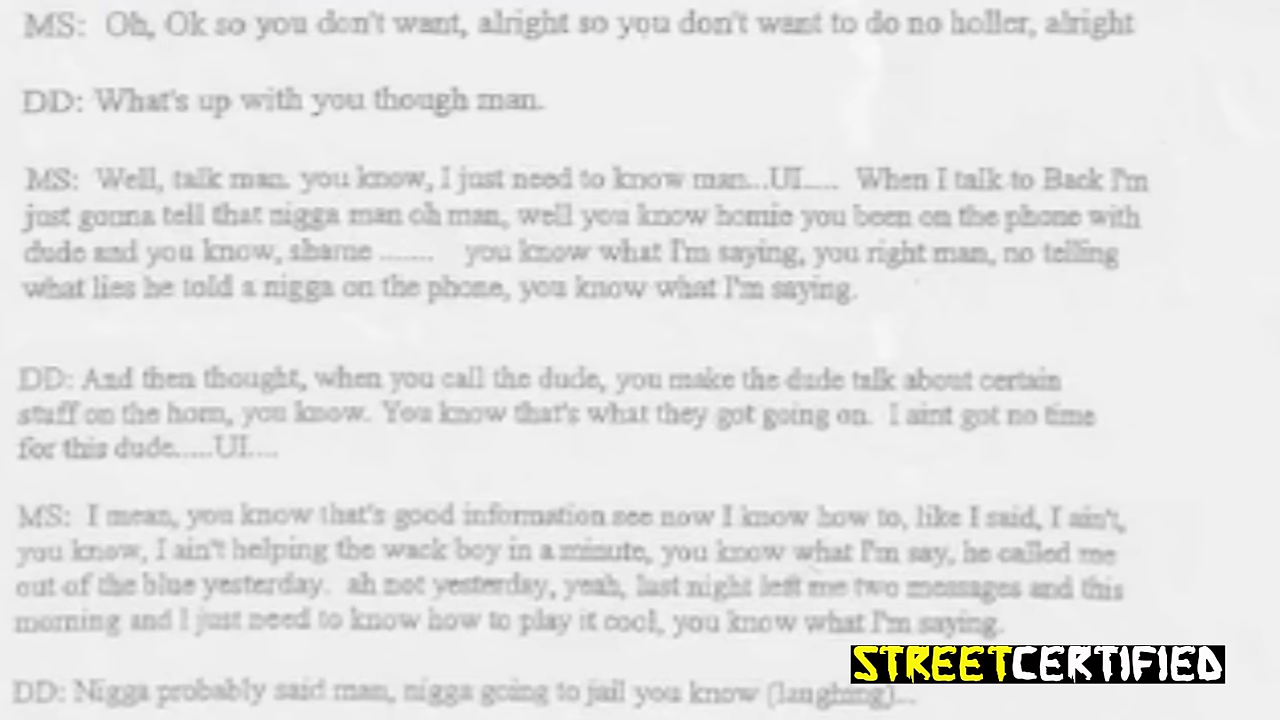 MS: Oh, Ok so you don't want, alright so you don't want to do no holler, alright
DD: What's up with you though man.
MS: Well, talk man. you know, I just need to know man...UI..... When I talk to Back I'm
just gonna tell that nigga man oh man, well you know homie you been on the phone with
dude and you know, shame ....... you know what I'm saying, you right man, no telling
what lies he told a nigga on the phone, you know what I'm saying.
DD: And then thought, when you call the dude, you make the dude talk about certain
stuff on the horn, you know. You know that's what they got going on. I aint got no time
for this dude.....UI....
MS: I mean, you know that's good information see now I know how to, like I said, I ain't,
you know, I ain't helping the wack boy in a minute, you know what I'm say, he called me
out of the blue yesterday. ah not yesterday, yeah, last night left me two messages and this
morning and I just need to know how to play it cool, you know what I'm saying.
STREETCERTIFIED
DD: Nigga probably said man, nigga going to jail you know (laughing)...